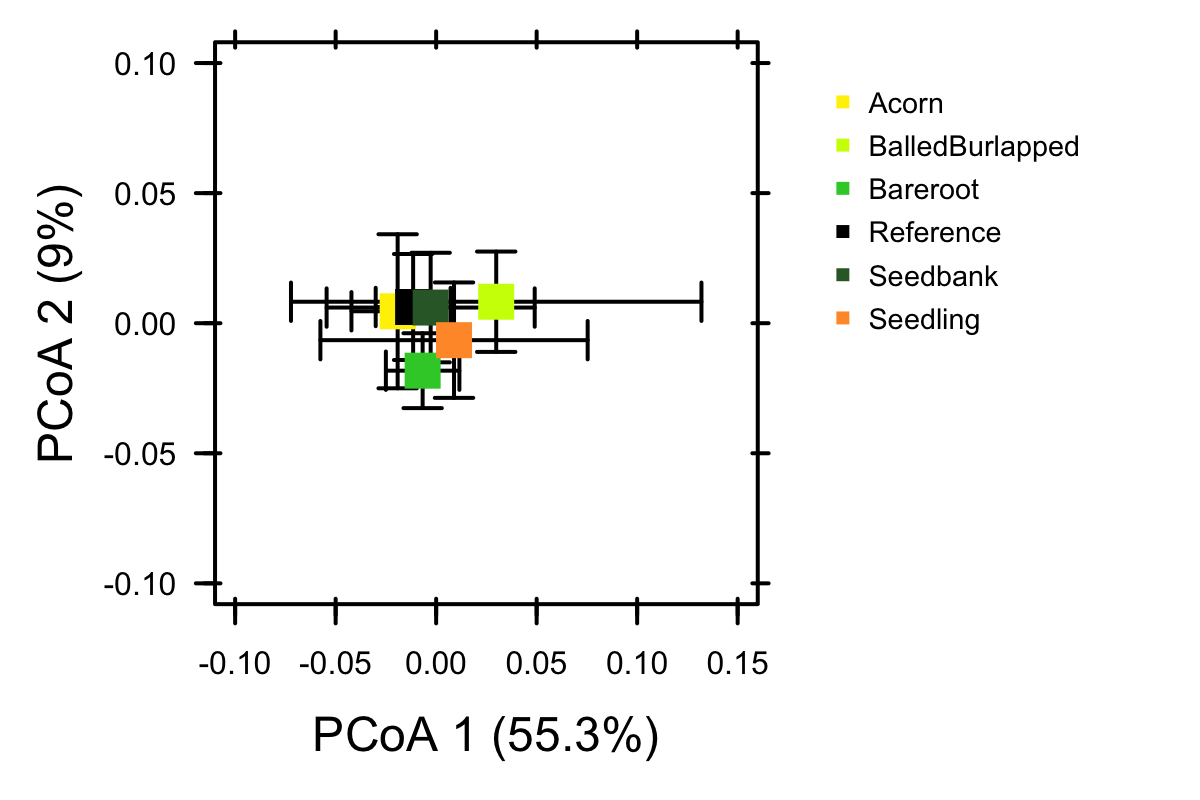 0.10
0.05
0.00
-0.05
-0.10
PCoA 2 (9%)
-0.10 -0.05 0.00 0.05 0.10 0.15
PCoA 1 (55.3%)
Acorn
BalledBurlapped
Bareroot
Reference
Seedbank
Seedling